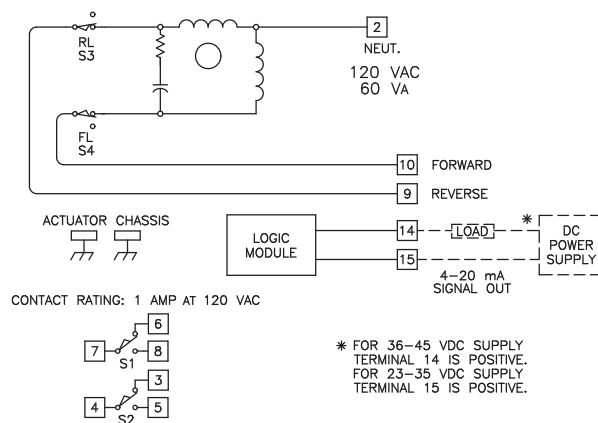 2
RL
S3
NEUT.
120 VAC
60 VA
FL
S4
10 FORWARD
9 REVERSE
ACTUATOR CHASSIS
LOGIC
MODULE
14
LOAD
*
DC
POWER
SUPPLY
15
4-20 mA
SIGNAL OUT
CONTACT RATING: 1 AMP AT 120 VAC
6
7
8
S1
3
4
5
S2
* FOR 36-45 VDC SUPPLY
TERMINAL 14 IS POSITIVE.
FOR 23-35 VDC SUPPLY
TERMINAL 15 IS POSITIVE.